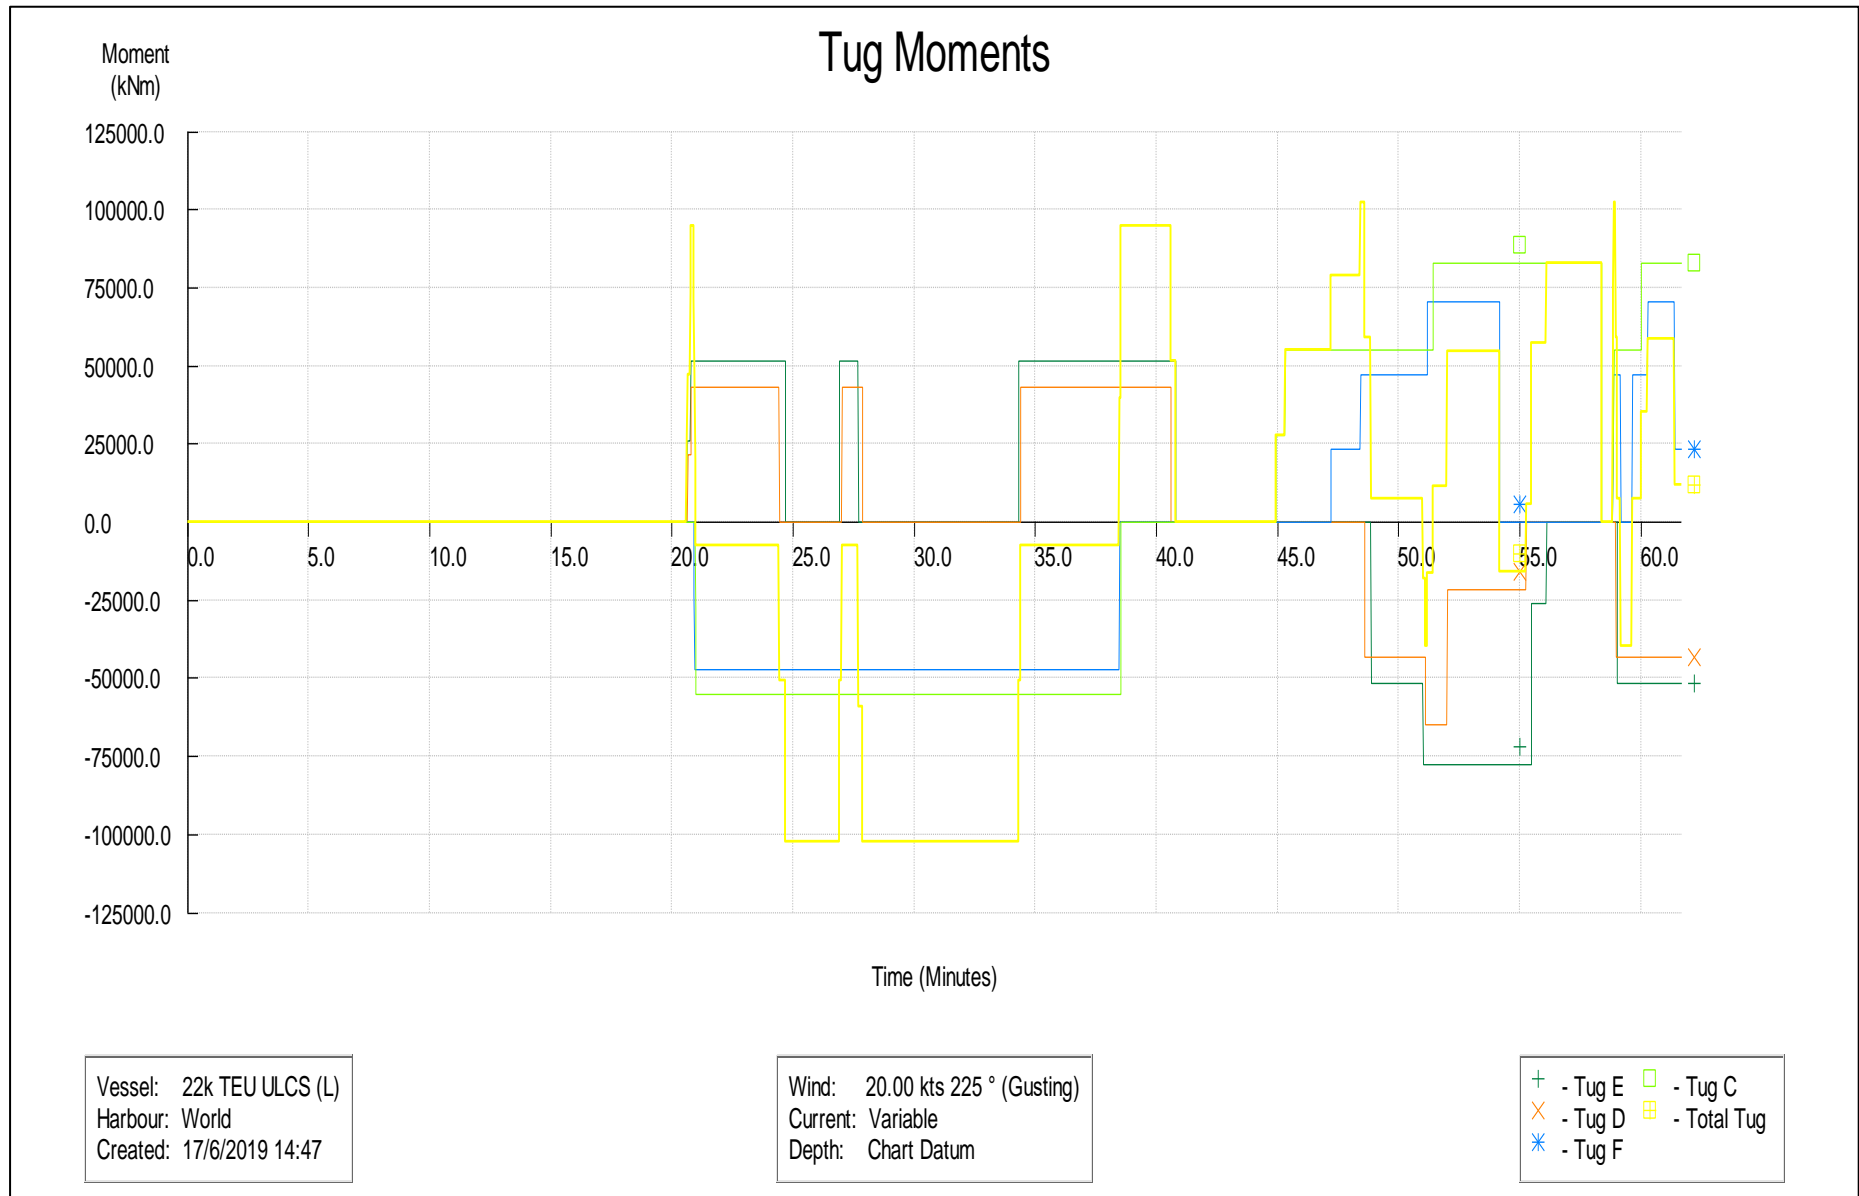 Tug Moments
Moment
(kNm)
125000.0
100000.0
75000.0
50000.0
25000.0
0.0
-25000.0
-50000.0
-75000.0
-100000.0
-125000.0
0.0 5.0 10.0 15.0 20.0 25.0 30.0 35.0 40.0 45.0 50.0 55.0 60.0
Time (Minutes)
Vessel: 22k TEU ULCS (L)
Harbour: World
Created: 17/6/2019 14:47
Wind: 20.00 kts 225 ° (Gusting)
Current: Variable
Depth: Chart Datum
- Tug E - Tug C
- Tug D - Total Tug
- Tug F